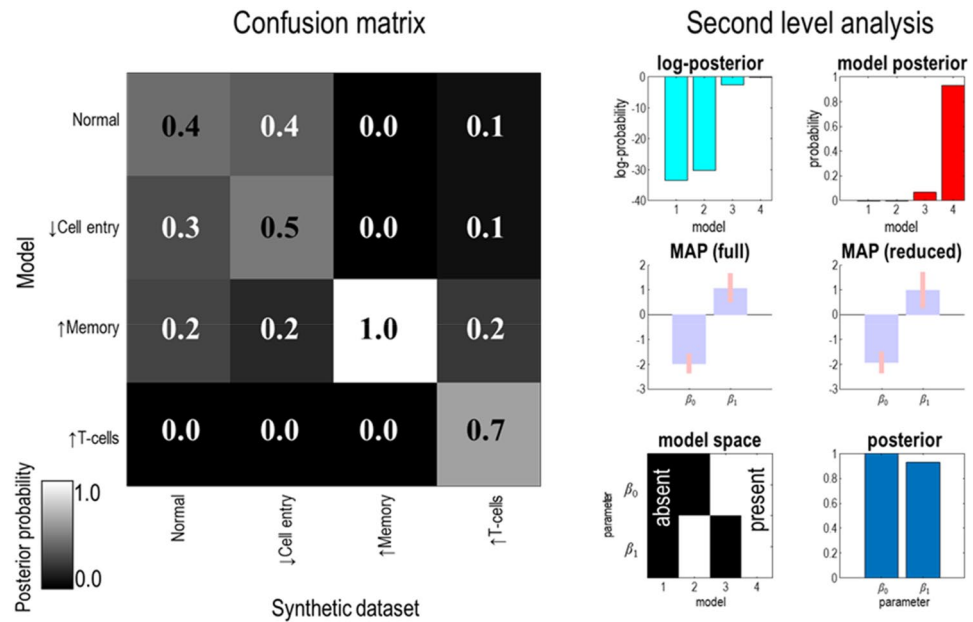 Confusion matrix
Normal
↓Cell entry
↑Memory
↑T-cells
Model
0.4 0.4 0.0 0.1
0.3 0.5 0.0 0.1
0.2 0.2 1.0 0.2
0.0 0.0 0.0 0.7
Normal
↓Cell entry
↑Memory
↑T-cells
Synthetic dataset
Posterior probability
1.0
0.0
Second level analysis
log-posterior
log-probability
0
-10
-20
-30
-40
1 2 3 4
model
model posterior
probability
1
0.8
0.6
0.4
0.2
0
1 2 3 4
model
MAP (full)
2
1
0
-1
-2
-3
β₀ β₁
MAP (reduced)
2
1
0
-1
-2
-3
β₀ β₁
model space
parameter
β₀
β₁
absent
present
1 2 3 4
model
posterior
1
0.8
0.6
0.4
0.2
0
β₀ β₁
parameter